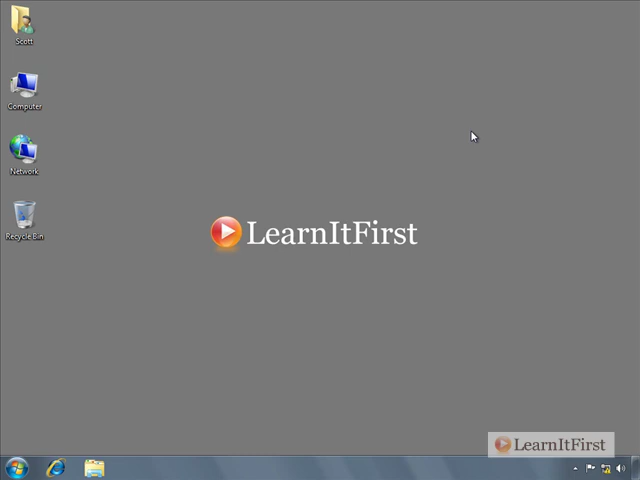 Scott
Computer
Network
Recycle Bin
LearnItFirst
LearnItFirst